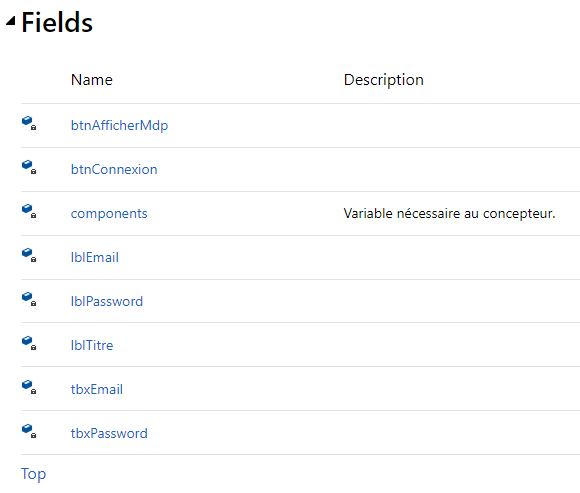 Fields
Name Description
btnAfficherMdp
btnConnexion
components Variable nécessaire au concepteur.
lblEmail
lblPassword
lblTitre
tbxEmail
tbxPassword
Top